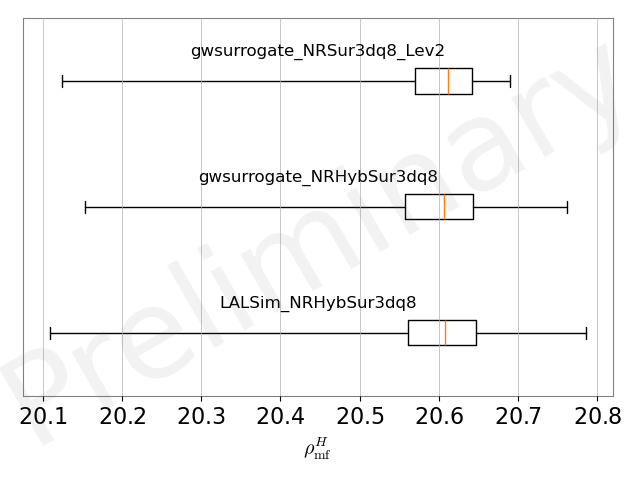 gwsurrogate_NRSur3dq8_Lev2
gwsurrogate_NRHybSur3dq8
LALSim_NRHybSur3dq8
Preliminary
20.1 20.2 20.3 20.4 20.5 20.6 20.7 20.8
ρ_mf^H